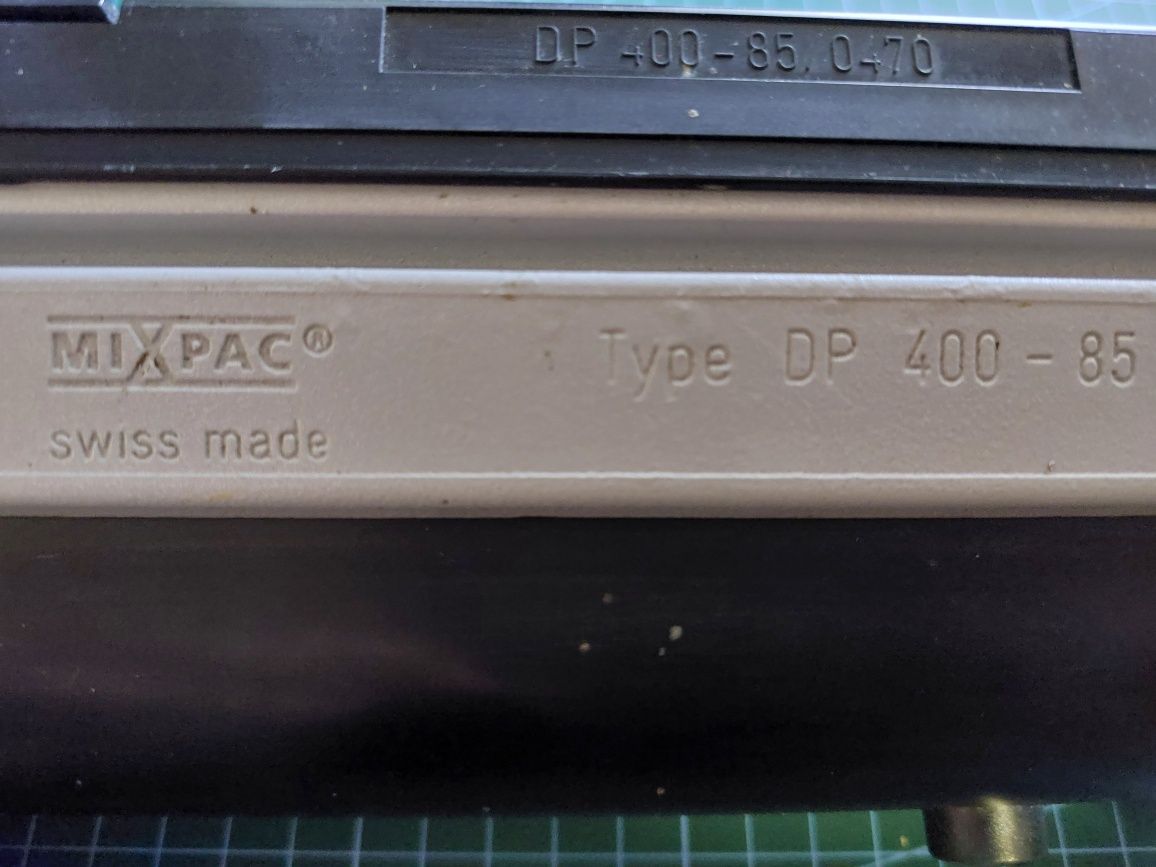 DP 400-85.0470
MIXPAC®
Type DP 400-85
swiss made